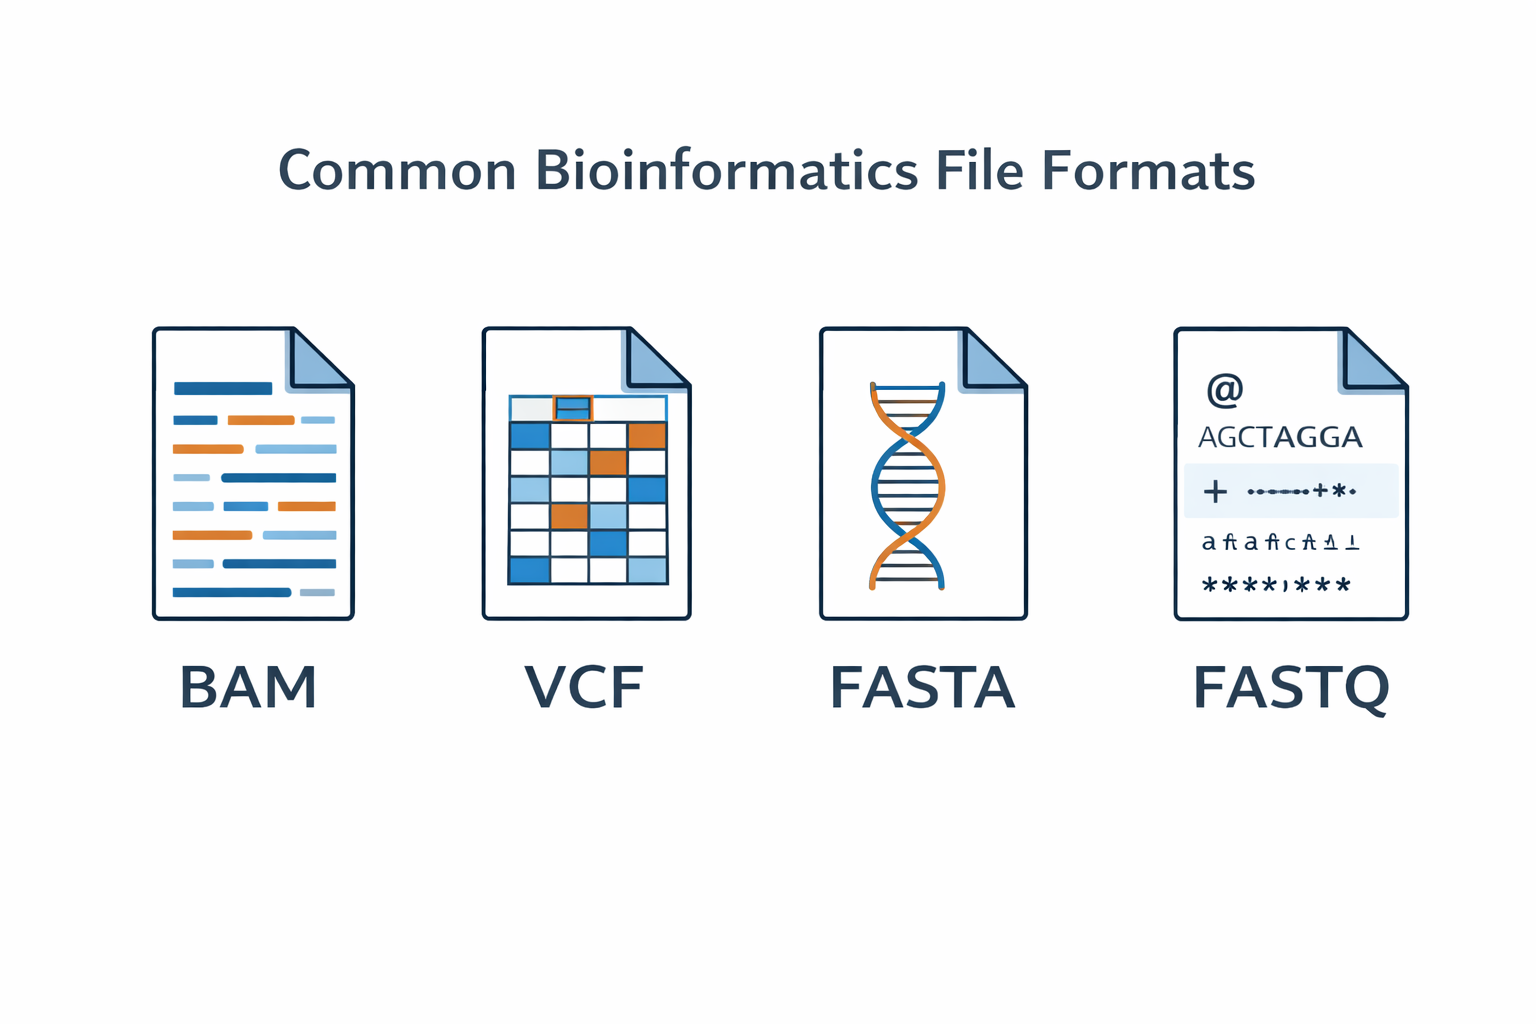 Common Bioinformatics File Formats
@
AGCTAGGA
+
****,***
BAM VCF FASTA FASTQ